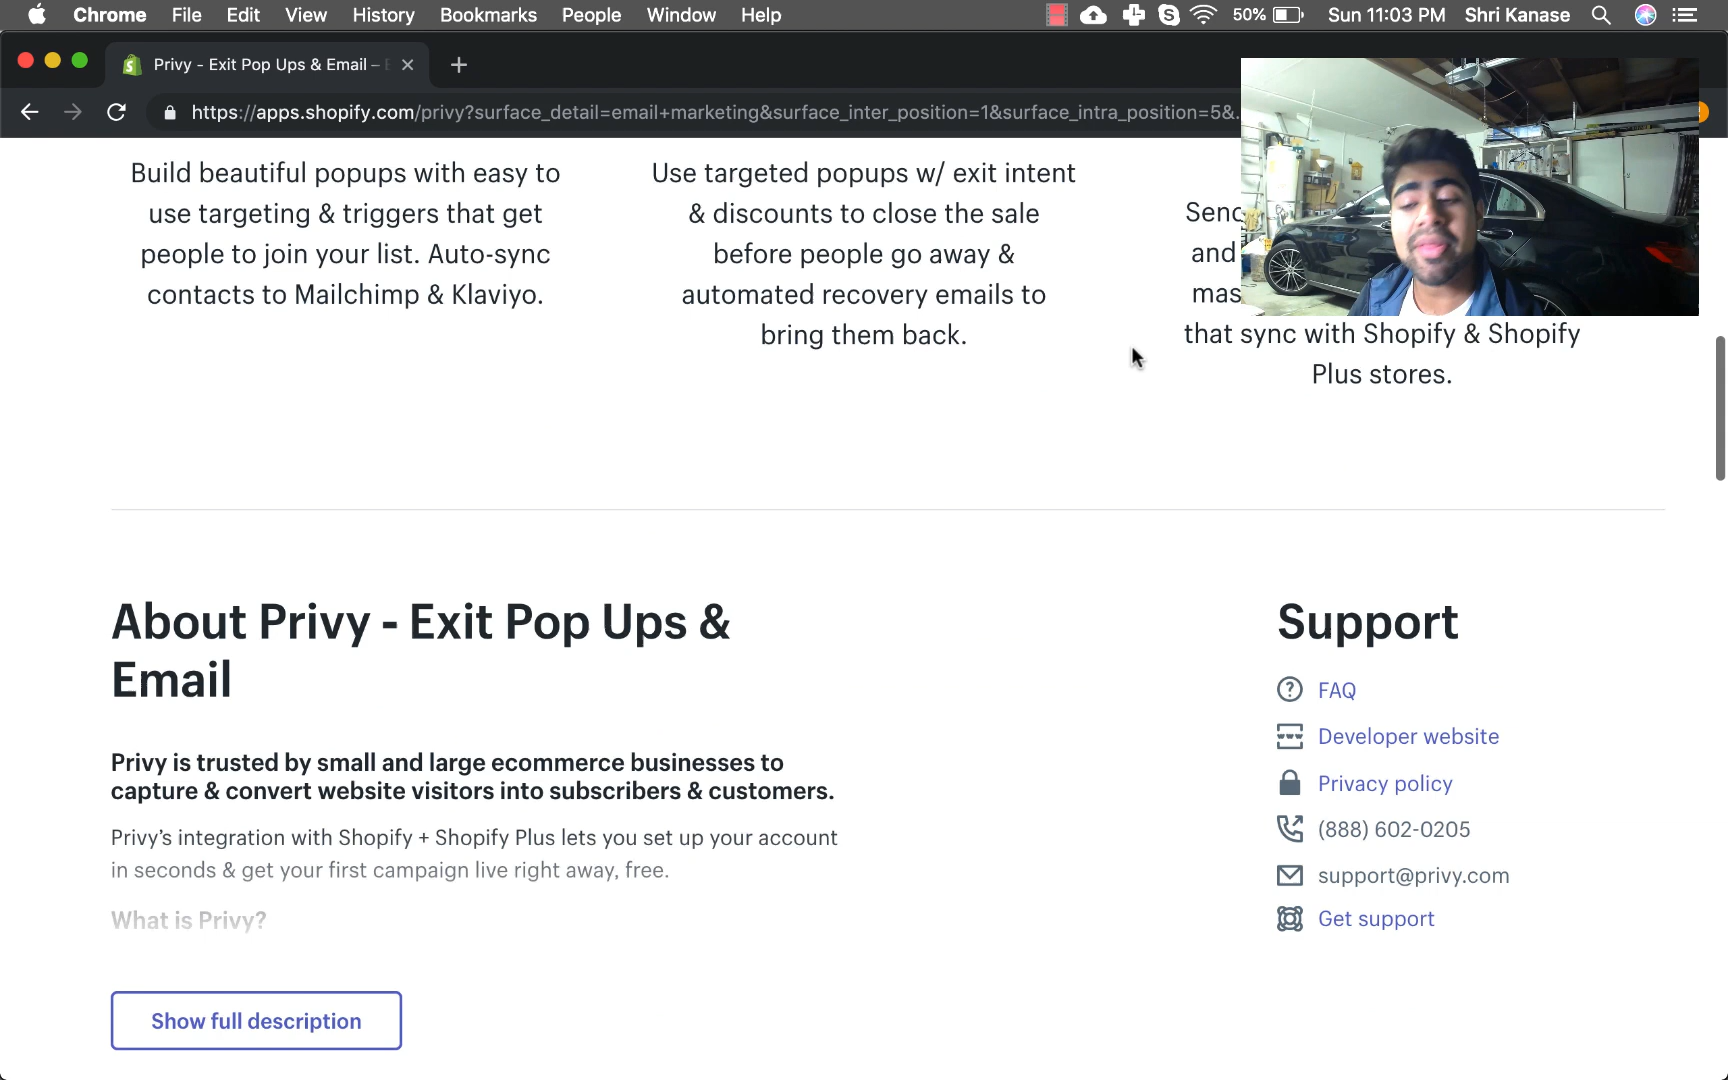 Chrome File Edit View History Bookmarks People Window Help 50% Sun 11:03 PM Shri Kanase
Privy - Exit Pop Ups & Email –
https://apps.shopify.com/privy?surface_detail=email+marketing&surface_inter_position=1&surface_intra_position=5&.
Build beautiful popups with easy to
use targeting & triggers that get
people to join your list. Auto-sync
contacts to Mailchimp & Klaviyo.
Use targeted popups w/ exit intent
& discounts to close the sale
before people go away &
automated recovery emails to
bring them back.
and
that sync with Shopify & Shopify
Plus stores.
About Privy - Exit Pop Ups &
Email
Privy is trusted by small and large ecommerce businesses to
capture & convert website visitors into subscribers & customers.
Privy’s integration with Shopify + Shopify Plus lets you set up your account
in seconds & get your first campaign live right away, free.
What is Privy?
Show full description
Support
FAQ
Developer website
Privacy policy
(888) 602-0205
support@privy.com
Get support